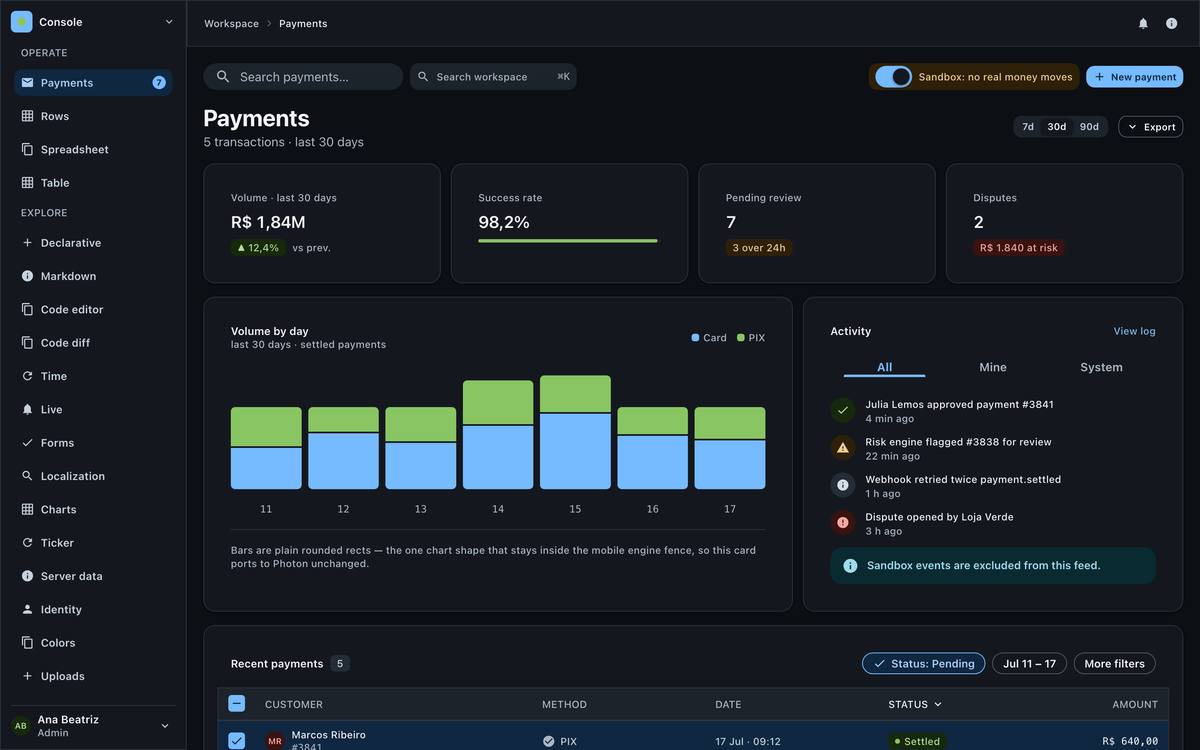 Console
OPERATE
Payments 7
Rows
Spreadsheet
Table
EXPLORE
Declarative
Markdown
Code editor
Code diff
Time
Live
Forms
Localization
Charts
Ticker
Server data
Identity
Colors
Uploads
AB Ana Beatriz
Admin
Workspace Payments
Search payments...
Search workspace ⌘K
Sandbox: no real money moves
New payment
Payments
5 transactions · last 30 days
7d 30d 90d
Export
Volume · last 30 days
R$ 1,84M
▲ 12,4% vs prev.
Success rate
98,2%
Pending review
7
3 over 24h
Disputes
2
R$ 1.840 at risk
Volume by day
last 30 days · settled payments
Card PIX
11 12 13 14 15 16 17
Bars are plain rounded rects — the one chart shape that stays inside the mobile engine fence, so this card
ports to Photon unchanged.
Activity View log
All Mine System
Julia Lemos approved payment #3841
4 min ago
Risk engine flagged #3838 for review
22 min ago
Webhook retried twice payment.settled
1 h ago
Dispute opened by Loja Verde
3 h ago
Sandbox events are excluded from this feed.
Recent payments 5
Status: Pending
Jul 11 – 17
More filters
CUSTOMER METHOD DATE STATUS AMOUNT
MR Marcos Ribeiro
#3841
PIX 17 Jul · 09:12 Settled R$ 640,00